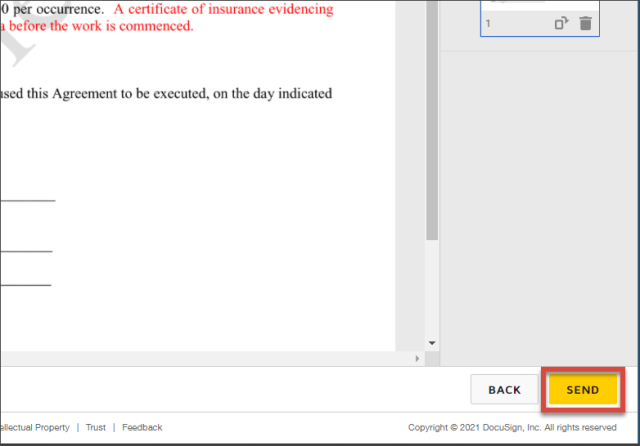 0 per occurrence. A certificate of insurance evidencing
a before the work is commenced.
1
used this Agreement to be executed, on the day indicated
BACK
SEND
ellectual Property | Trust | Feedback
Copyright © 2021 DocuSign, Inc. All rights reserved